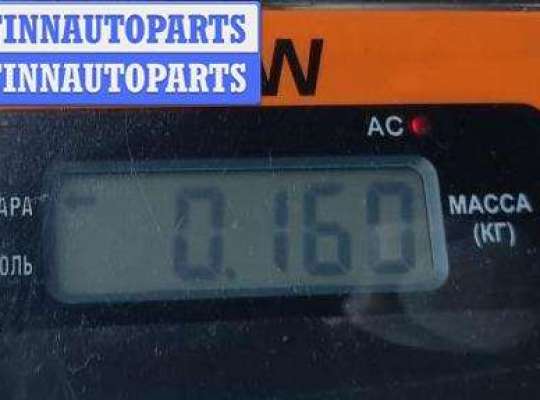 FINNAUTOPARTS
FINNAUTOPARTS
W
AC
АРА
МАССА
(КГ)
0.160
ОЛЬ